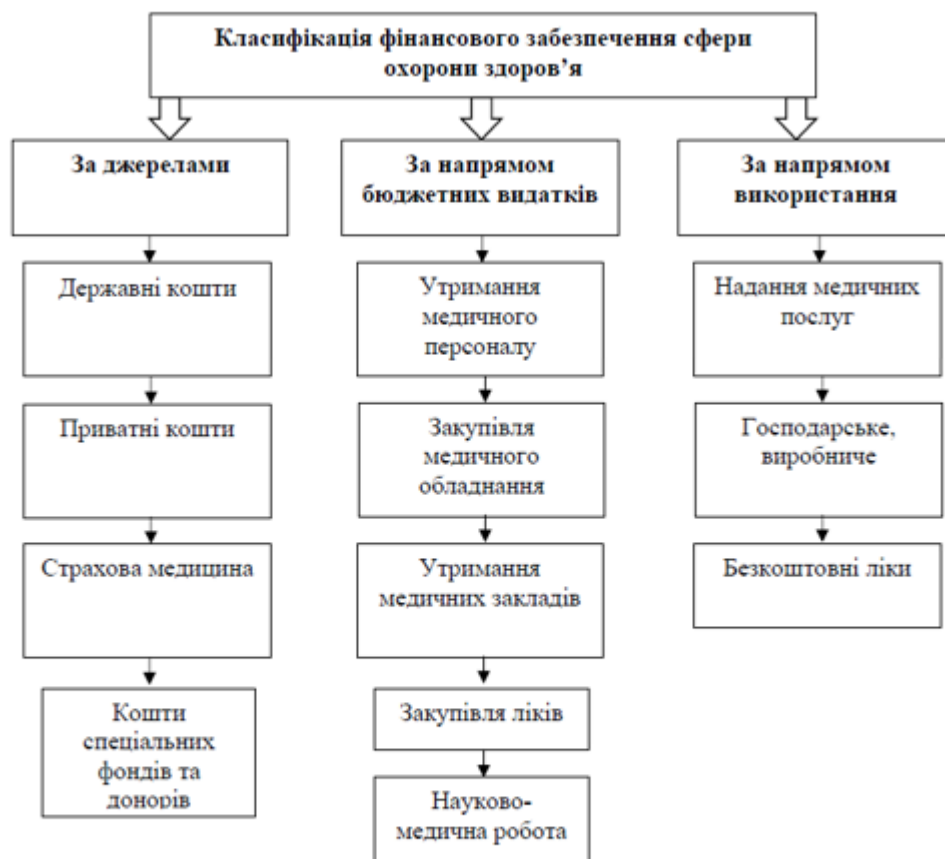 Класифікація фінансового забезпечення сфери
охорони здоров’я
За джерелами
Державні кошти
Приватні кошти
Страхова медицина
Кошти
спеціальних
фондів та
донорів
За напрямом
бюджетних видатків
Утримання
медичного
персоналу
Закупівля
медичного
обладнання
Утримання
медичних закладів
Закупівля ліків
Науково-
медична робота
За напрямом
використання
Надання медичних
послуг
Господарське,
виробниче
Безкоштовні ліки